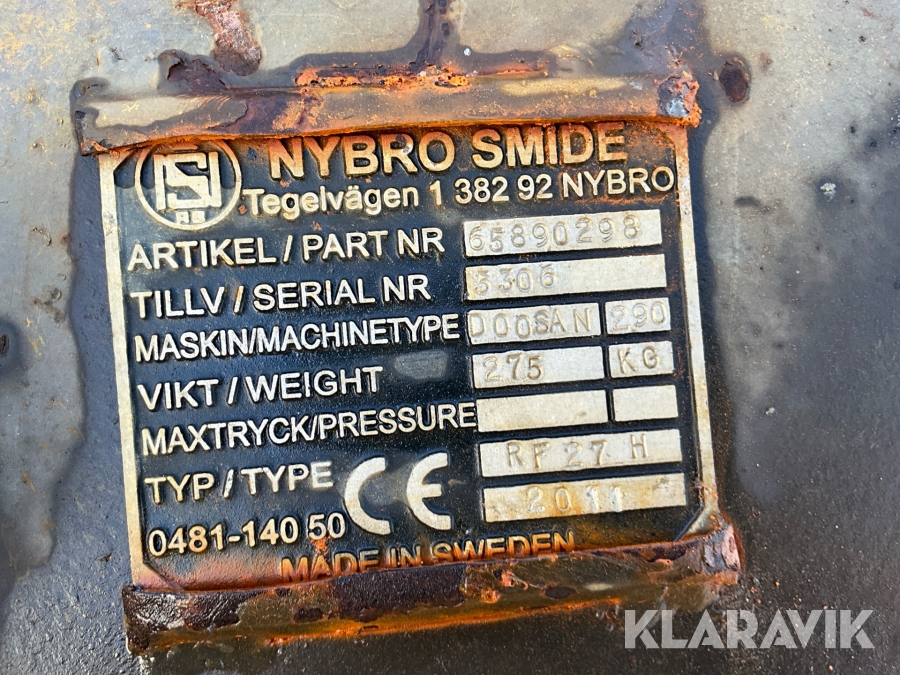 NYBRO SMIDE
Tegelvägen 1 382 92 NYBRO
ARTIKEL / PART NR 65890298
TILLV / SERIAL NR 3306
MASKIN/MACHINETYPE DOOSAN 290
VIKT / WEIGHT 275 KG
MAXTRYCK/PRESSURE
TYP / TYPE RF 27 H
CE 2011
0481-140 50
MADE IN SWEDEN
KLARAVIK